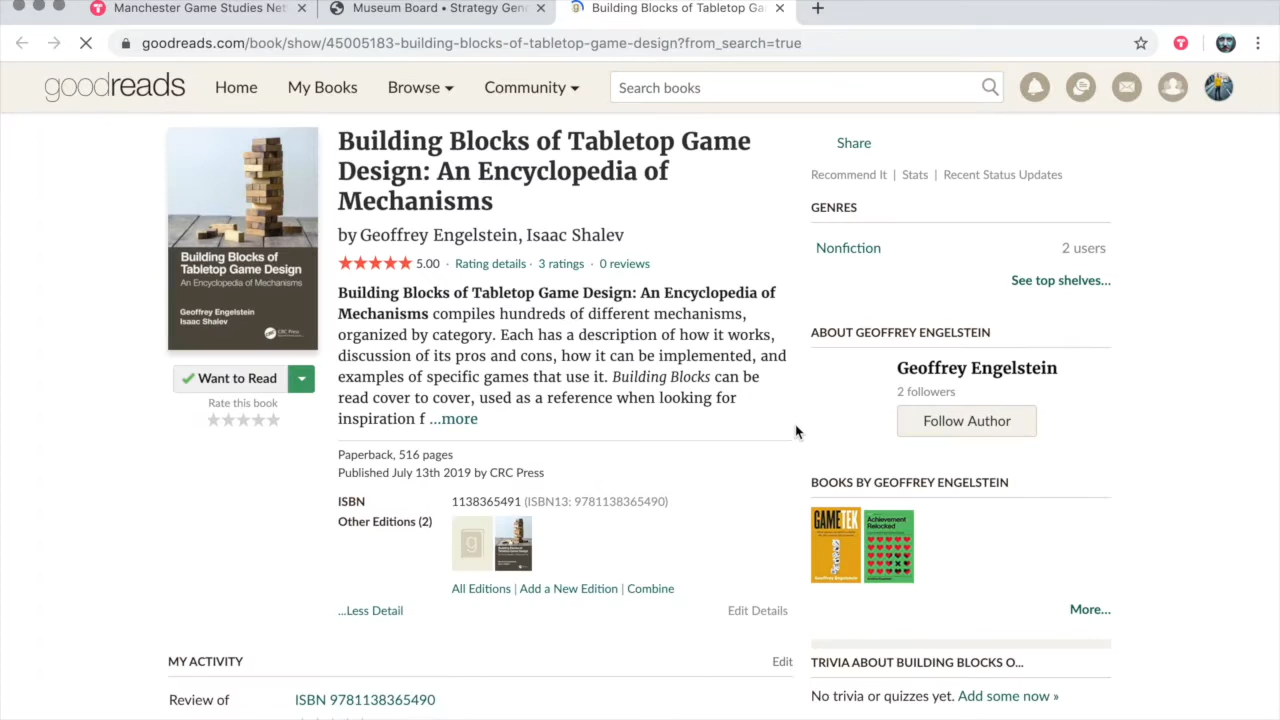 Manchester Game Studies Net
Museum Board • Strategy Gene
Building Blocks of Tabletop Ga
goodreads.com/book/show/45005183-building-blocks-of-tabletop-game-design?from_search=true
goodreads
Home
My Books
Browse
Community
Search books
Building Blocks of
Tabletop Game Design
An Encyclopedia of Mechanisms
Geoffrey Engelstein
Isaac Shalev
CRC Press
Want to Read
Rate this book
Building Blocks of Tabletop Game
Design: An Encyclopedia of
Mechanisms
by Geoffrey Engelstein, Isaac Shalev
5.00 · Rating details · 3 ratings · 0 reviews
Building Blocks of Tabletop Game Design: An Encyclopedia of
Mechanisms compiles hundreds of different mechanisms,
organized by category. Each has a description of how it works,
discussion of its pros and cons, how it can be implemented, and
examples of specific games that use it. Building Blocks can be
read cover to cover, used as a reference when looking for
inspiration f ...more
Paperback, 516 pages
Published July 13th 2019 by CRC Press
ISBN 1138365491 (ISBN13: 9781138365490)
Other Editions (2)
All Editions | Add a New Edition | Combine
...Less Detail
Edit Details
MY ACTIVITY
Edit
Review of ISBN 9781138365490
Share
Recommend It | Stats | Recent Status Updates
GENRES
Nonfiction
2 users
See top shelves...
ABOUT GEOFFREY ENGELSTEIN
Geoffrey Engelstein
2 followers
Follow Author
BOOKS BY GEOFFREY ENGELSTEIN
GAMETEK
Geoffrey Engelstein
Achievement
Relocked
More...
TRIVIA ABOUT BUILDING BLOCKS O...
No trivia or quizzes yet. Add some now »